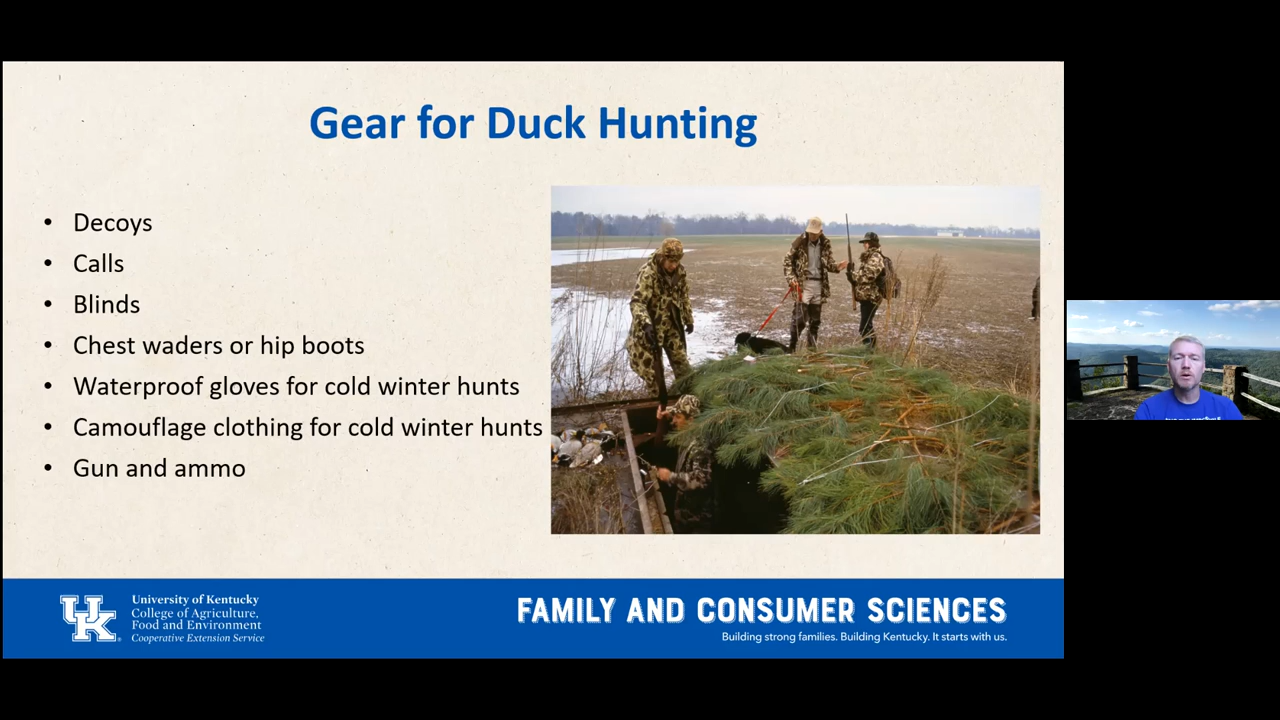 Gear for Duck Hunting
• Decoys
• Calls
• Blinds
• Chest waders or hip boots
• Waterproof gloves for cold winter hunts
• Camouflage clothing for cold winter hunts
• Gun and ammo
UK
University of Kentucky
College of Agriculture,
Food and Environment
Cooperative Extension Service
FAMILY AND CONSUMER SCIENCES
Building strong families. Building Kentucky. It starts with us.